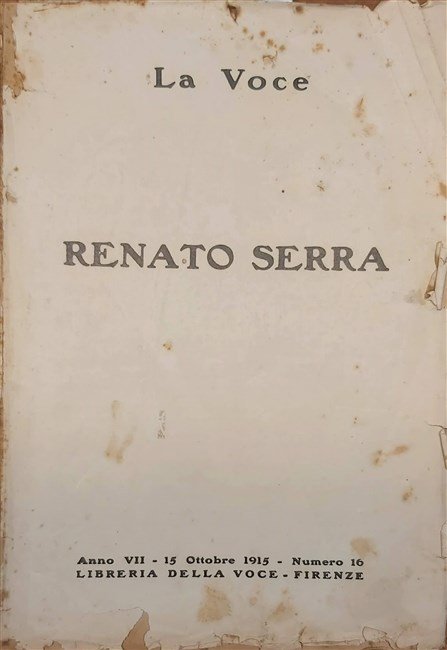 La Voce
RENATO SERRA
Anno VII - 15 Ottobre 1915 - Numero 16
LIBRERIA DELLA VOCE - FIRENZE